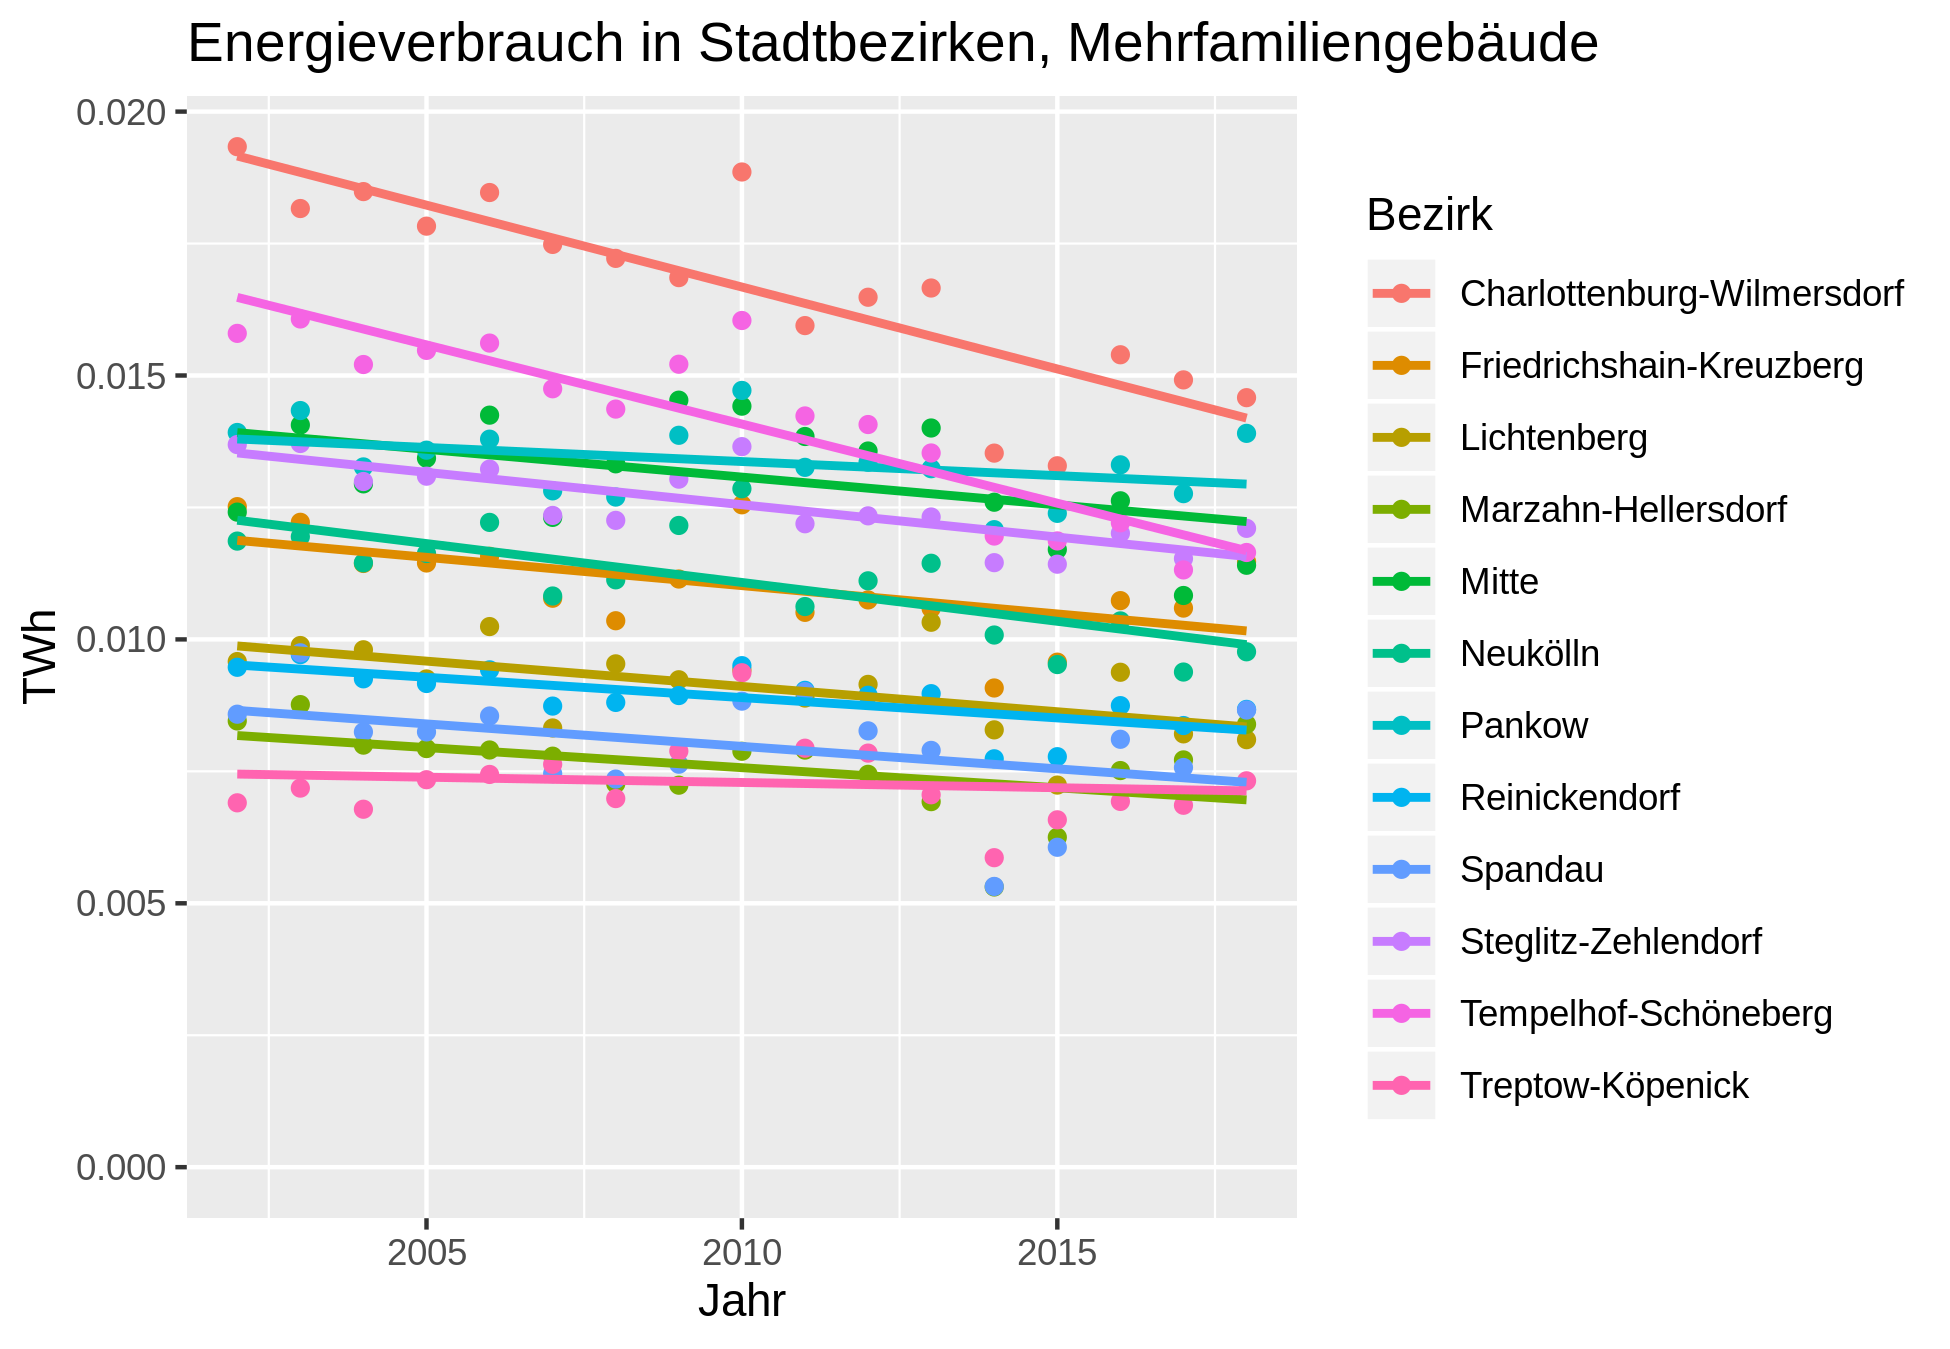 Energieverbrauch in Stadtbezirken, Mehrfamiliengebäude
0.020
0.015
0.010
0.005
0.000
TWh
2005 2010 2015
Jahr
Bezirk
Charlottenburg-Wilmersdorf
Friedrichshain-Kreuzberg
Lichtenberg
Marzahn-Hellersdorf
Mitte
Neukölln
Pankow
Reinickendorf
Spandau
Steglitz-Zehlendorf
Tempelhof-Schöneberg
Treptow-Köpenick